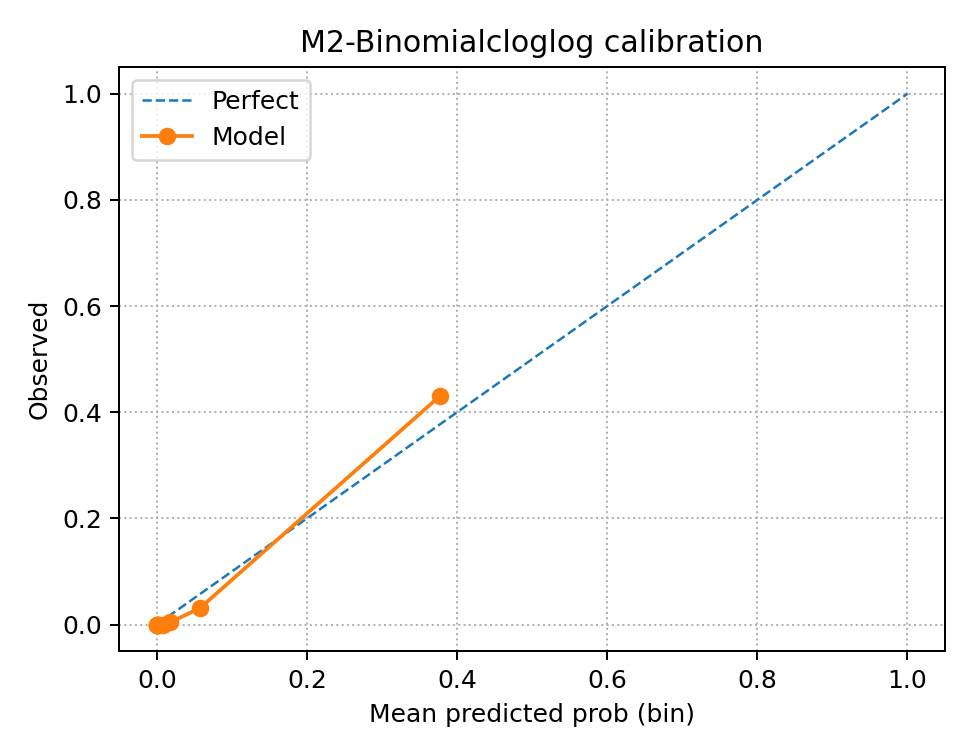 M2-Binomialcloglog calibration
Perfect
Model
1.0
0.8
0.6
0.4
0.2
0.0
Observed
0.0 0.2 0.4 0.6 0.8 1.0
Mean predicted prob (bin)